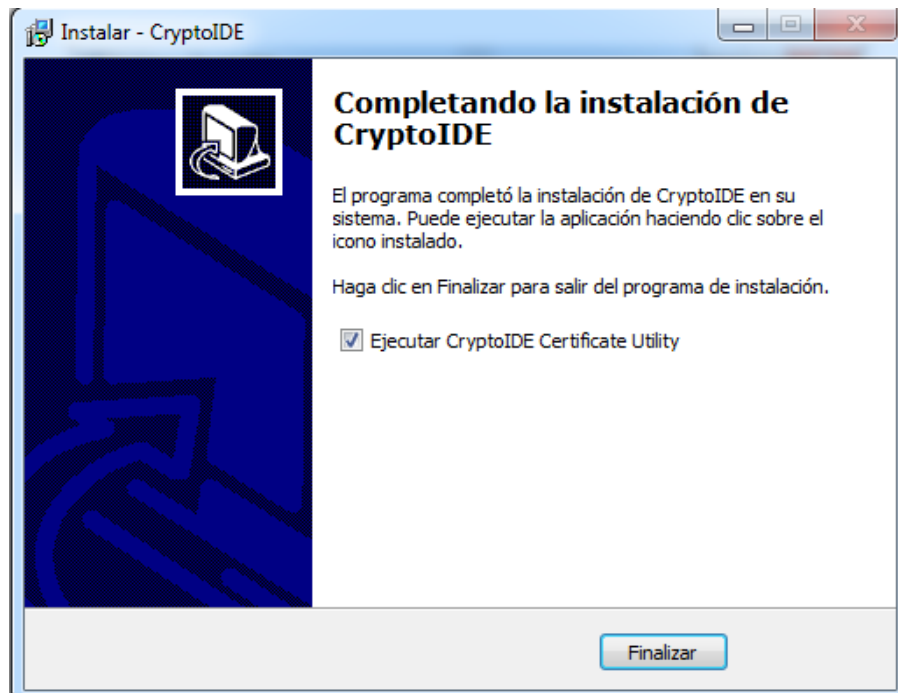 Instalar - CryptoIDE
Completando la instalación de
CryptoIDE
El programa completó la instalación de CryptoIDE en su
sistema. Puede ejecutar la aplicación haciendo clic sobre el
icono instalado.
Haga clic en Finalizar para salir del programa de instalación.
Ejecutar CryptoIDE Certificate Utility
Finalizar